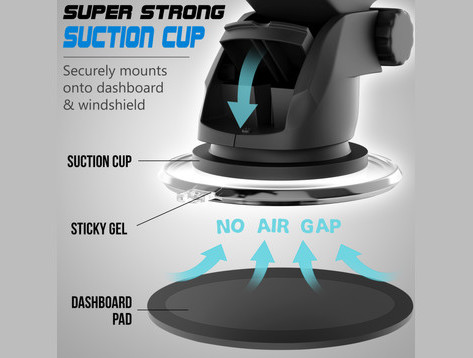 SUPER STRONG
SUCTION CUP
Securely mounts
onto dashboard
& windshield
SUCTION CUP
STICKY GEL
NO AIR GAP
DASHBOARD
PAD